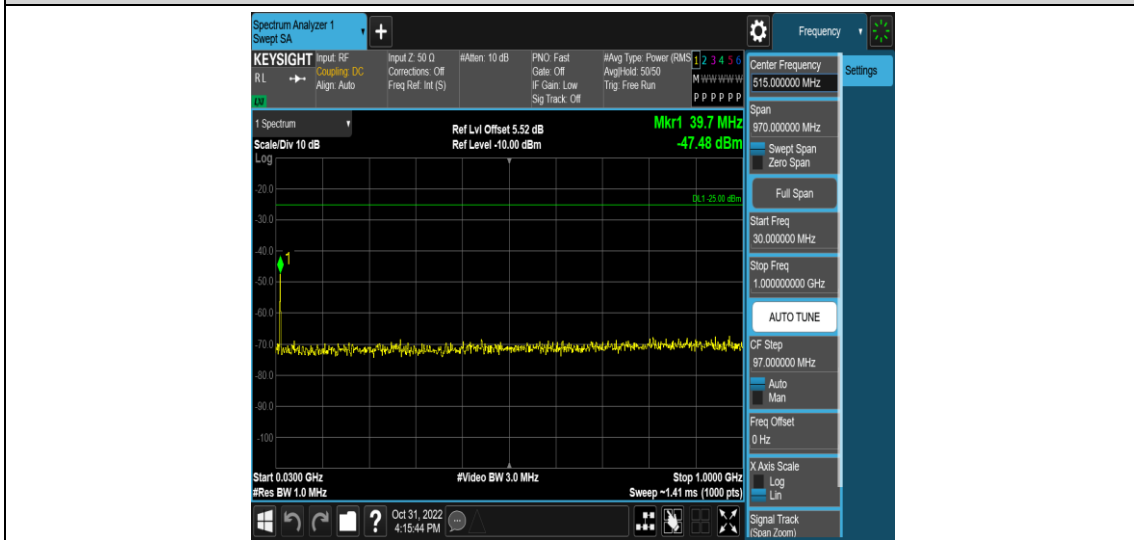 Spectrum Analyzer 1
Swept SA
+
Frequency
KEYSIGHT
RL
LXI
Input: RF
Coupling: DC
Align: Auto
Input Z: 50 Ω
Corrections: Off
Freq Ref: Int (S)
#Atten: 10 dB
PNO: Fast
Gate: Off
IF Gain: Low
Sig Track: Off
#Avg Type: Power (RMS
Avg|Hold: 50/50
Trig: Free Run
1 2 3 4 5 6
M W W W W W
P P P P P P
Center Frequency
515.000000 MHz
Settings
1 Spectrum
Scale/Div 10 dB
Ref Lvl Offset 5.52 dB
Ref Level -10.00 dBm
Mkr1 39.7 MHz
-47.48 dBm
Log
-20.0
-30.0
-40.0
-50.0
-60.0
-70.0
-80.0
-90.0
-100
DL1 -25.00 dBm
1
Start 0.0300 GHz
#Res BW 1.0 MHz
#Video BW 3.0 MHz
Stop 1.0000 GHz
Sweep ~1.41 ms (1000 pts)
Span
970.000000 MHz
Swept Span
Zero Span
Full Span
Start Freq
30.000000 MHz
Stop Freq
1.000000000 GHz
AUTO TUNE
CF Step
97.000000 MHz
Auto
Man
Freq Offset
0 Hz
X Axis Scale
Log
Lin
Signal Track
(Span Zoom)
?
Oct 31, 2022
4:15:44 PM